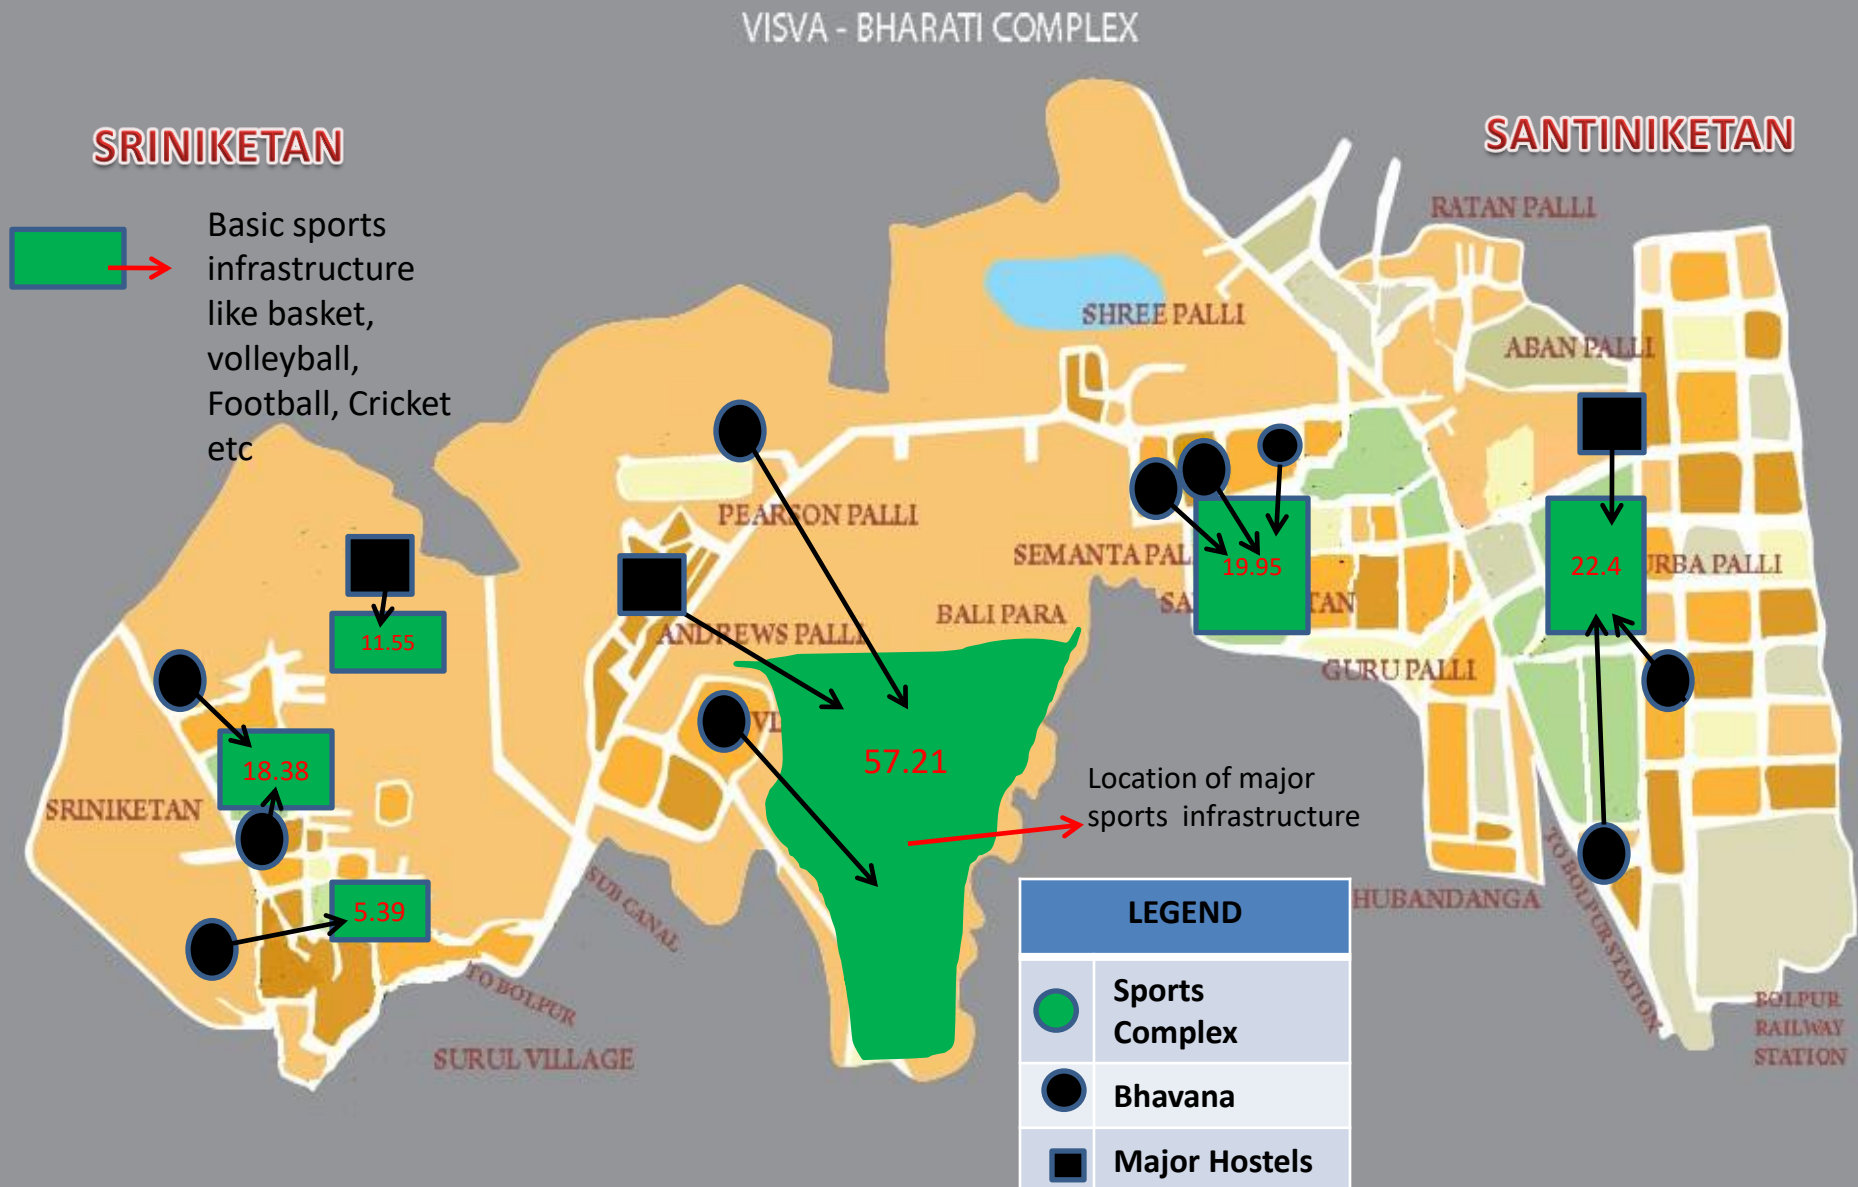 VISVA - BHARATI COMPLEX
SRINIKETAN
SANTINIKETAN
Basic sports
infrastructure
like basket,
volleyball,
Football, Cricket
etc
RATAN PALLI
SHREE PALLI
ABAN PALLI
PEARSON PALLI
SEMANTA PAL
19.95
22.4
URBA PALLI
11.55
ANDREWS PALLI
BALI PARA
SA
TAN
GURU PALLI
18.38
57.21
SRINIKETAN
Location of major
sports infrastructure
5.39
SUB CANAL
TO BOLPUR
SURUL VILLAGE
HUBANDANGA
TO BOLPUR STATION
BOLPUR
RAILWAY
STATION
LEGEND
Sports
Complex
Bhavana
Major Hostels